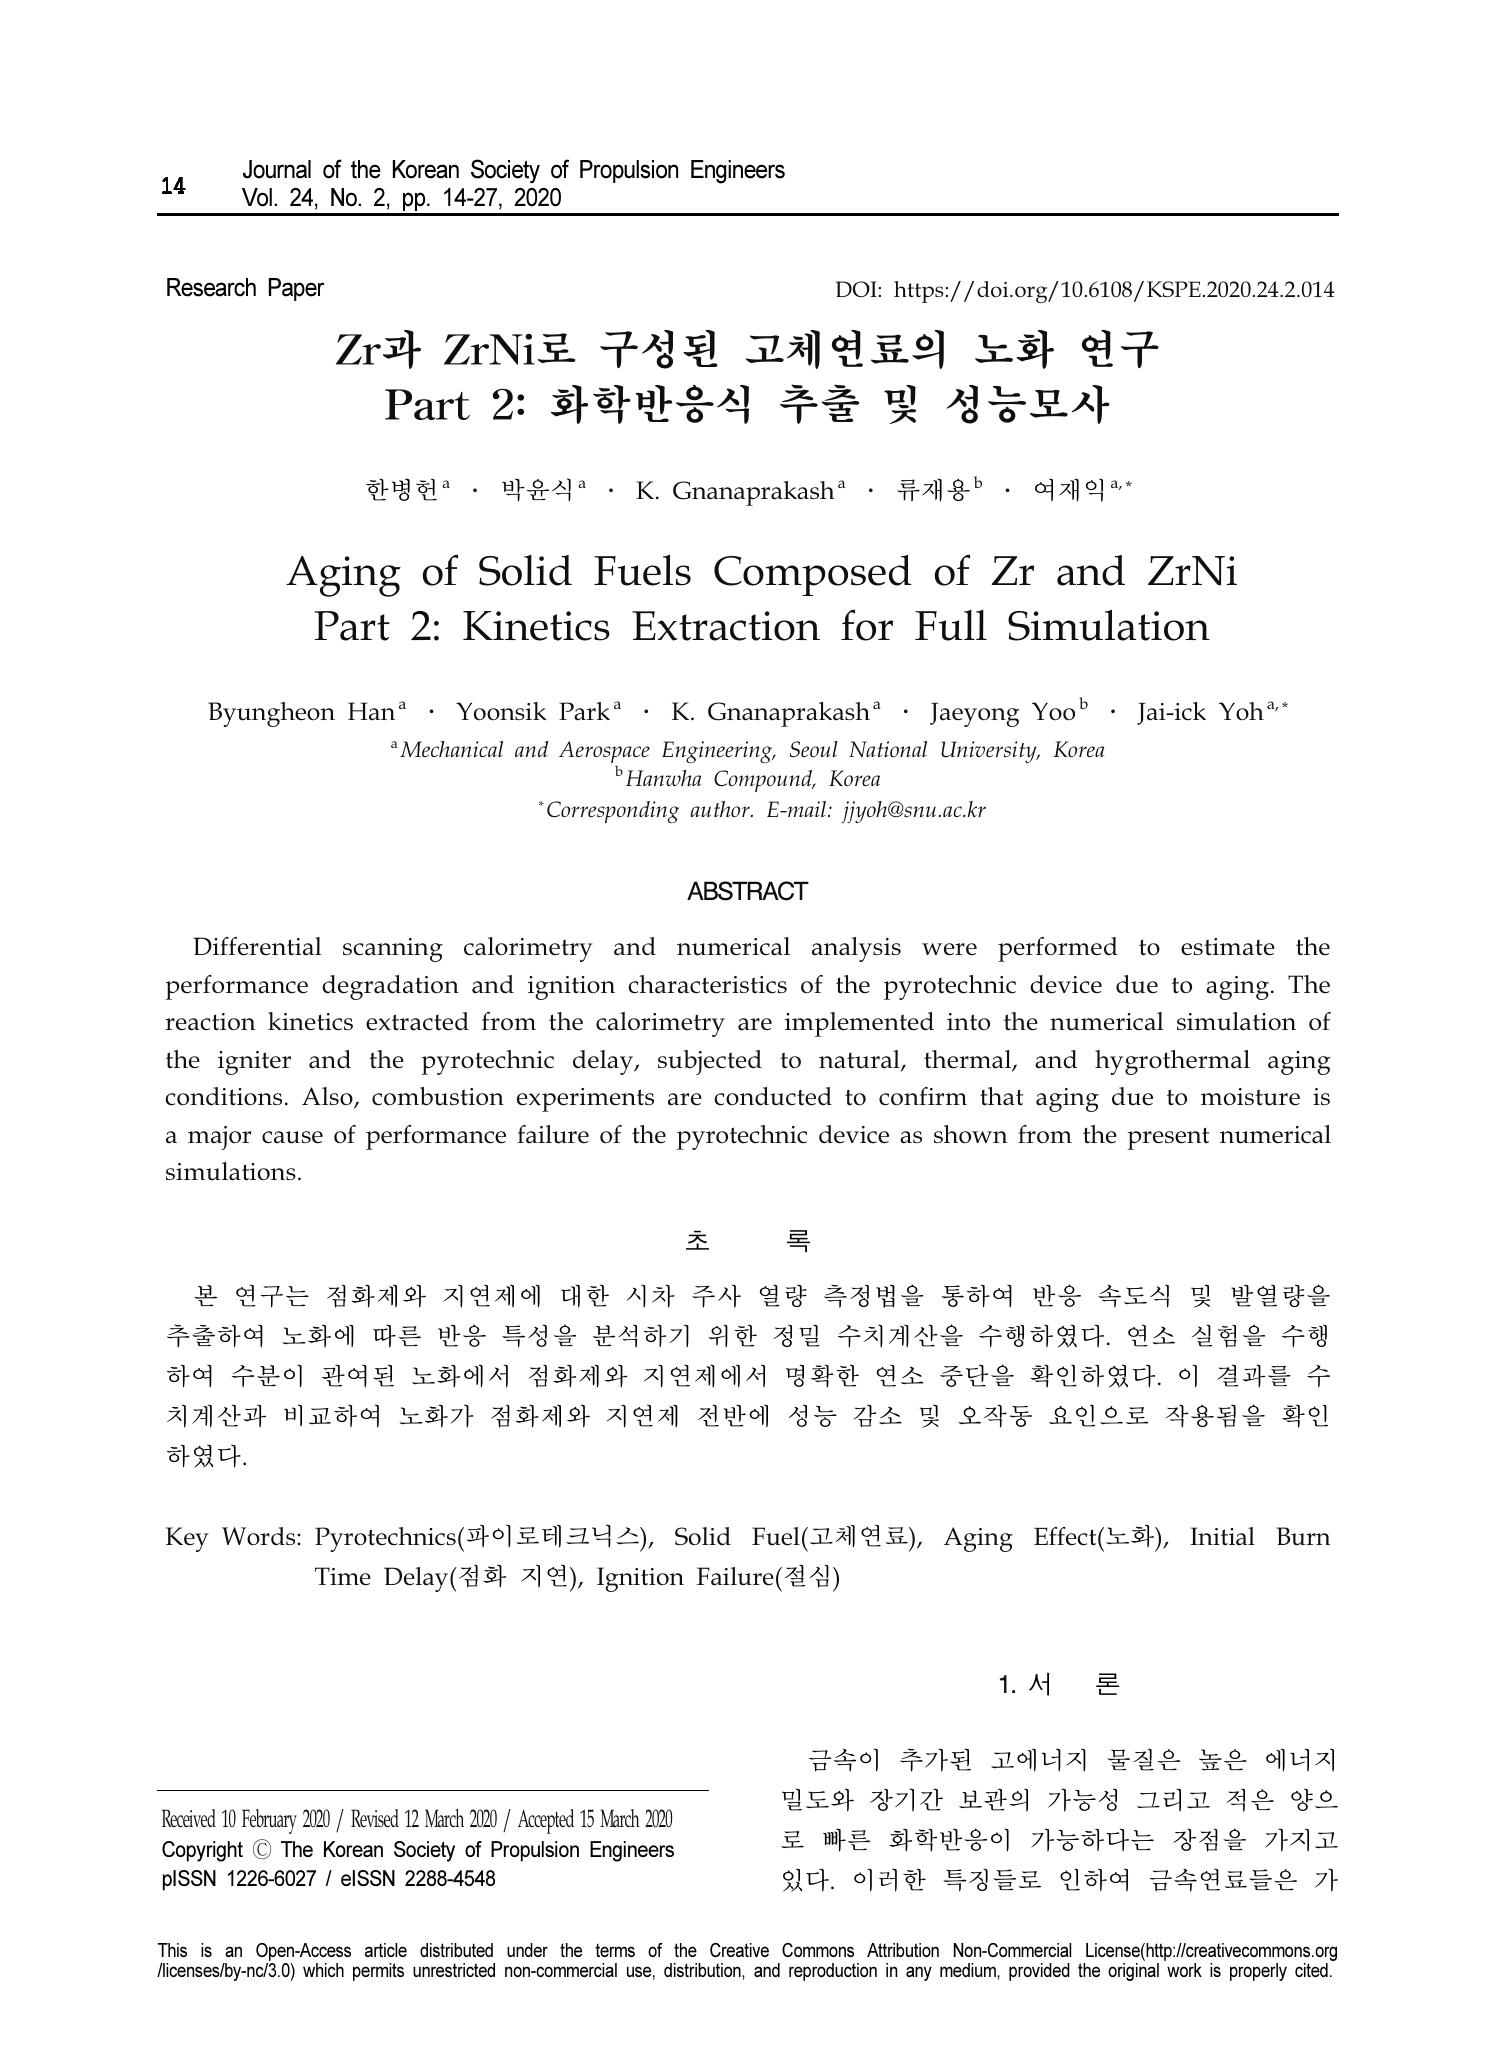 14
Journal of the Korean Society of Propulsion Engineers
Vol. 24, No. 2, pp. 14-27, 2020
Research Paper
DOI: https://doi.org/10.6108/KSPE.2020.24.2.014
Zr과 ZrNi로 구성된 고체연료의 노화 연구
Part 2: 화학반응식 추출 및 성능모사
한병헌 a · 박윤식 a · K. Gnanaprakash a · 류재용 b · 여재익 a, *
Aging of Solid Fuels Composed of Zr and ZrNi
Part 2: Kinetics Extraction for Full Simulation
Byungheon Han a · Yoonsik Park a · K. Gnanaprakash a · Jaeyong Yoo b · Jai-ick Yoh a, *
a Mechanical and Aerospace Engineering, Seoul National University, Korea
b Hanwha Compound, Korea
* Corresponding author. E-mail: jjyoh@snu.ac.kr
ABSTRACT
Differential scanning calorimetry and numerical analysis were performed to estimate the
performance degradation and ignition characteristics of the pyrotechnic device due to aging. The
reaction kinetics extracted from the calorimetry are implemented into the numerical simulation of
the igniter and the pyrotechnic delay, subjected to natural, thermal, and hygrothermal aging
conditions. Also, combustion experiments are conducted to confirm that aging due to moisture is
a major cause of performance failure of the pyrotechnic device as shown from the present numerical
simulations.
초 록
본 연구는 점화제와 지연제에 대한 시차 주사 열량 측정법을 통하여 반응 속도식 및 발열량을
추출하여 노화에 따른 반응 특성을 분석하기 위한 정밀 수치계산을 수행하였다. 연소 실험을 수행
하여 수분이 관여된 노화에서 점화제와 지연제에서 명확한 연소 중단을 확인하였다. 이 결과를 수
치계산과 비교하여 노화가 점화제와 지연제 전반에 성능 감소 및 오작동 요인으로 작용됨을 확인
하였다.
Key Words: Pyrotechnics(파이로테크닉스), Solid Fuel(고체연료), Aging Effect(노화), Initial Burn
Time Delay(점화 지연), Ignition Failure(절심)
Received 10 February 2020 / Revised 12 March 2020 / Accepted 15 March 2020
Copyright Ⓒ The Korean Society of Propulsion Engineers
pISSN 1226-6027 / eISSN 2288-4548
1. 서 론
금속이 추가된 고에너지 물질은 높은 에너지
밀도와 장기간 보관의 가능성 그리고 적은 양으
로 빠른 화학반응이 가능하다는 장점을 가지고
있다. 이러한 특징들로 인하여 금속연료들은 가
This is an Open-Access article distributed under the terms of the Creative Commons Attribution Non-Commercial License(http://creativecommons.org
/licenses/by-nc/3.0) which permits unrestricted non-commercial use, distribution, and reproduction in any medium, provided the original work is properly cited.